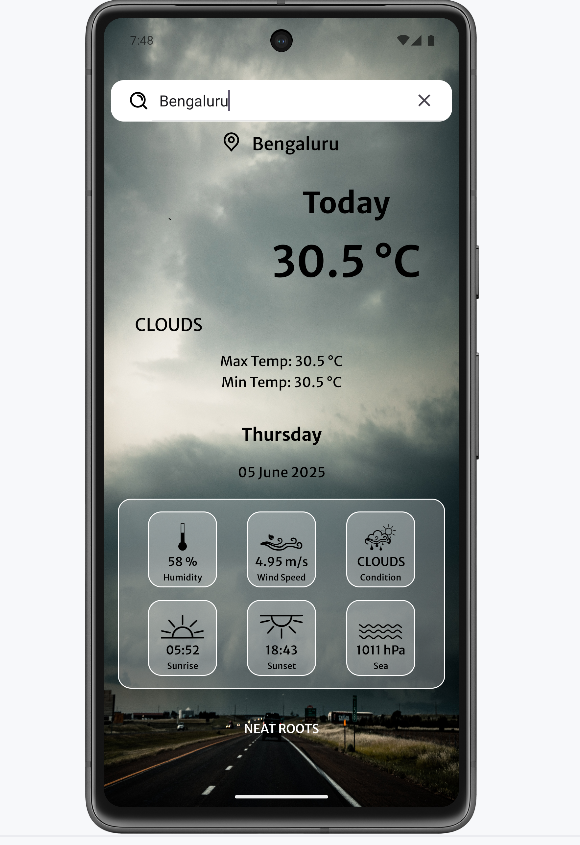 7:48
Bengaluru
Bengaluru
Today
30.5 °C
CLOUDS
Max Temp: 30.5 °C
Min Temp: 30.5 °C
Thursday
05 June 2025
58 % 4.95 m/s CLOUDS
Humidity Wind Speed Condition
05:52 18:43 1011 hPa
Sunrise Sunset Sea
NEAT ROOTS